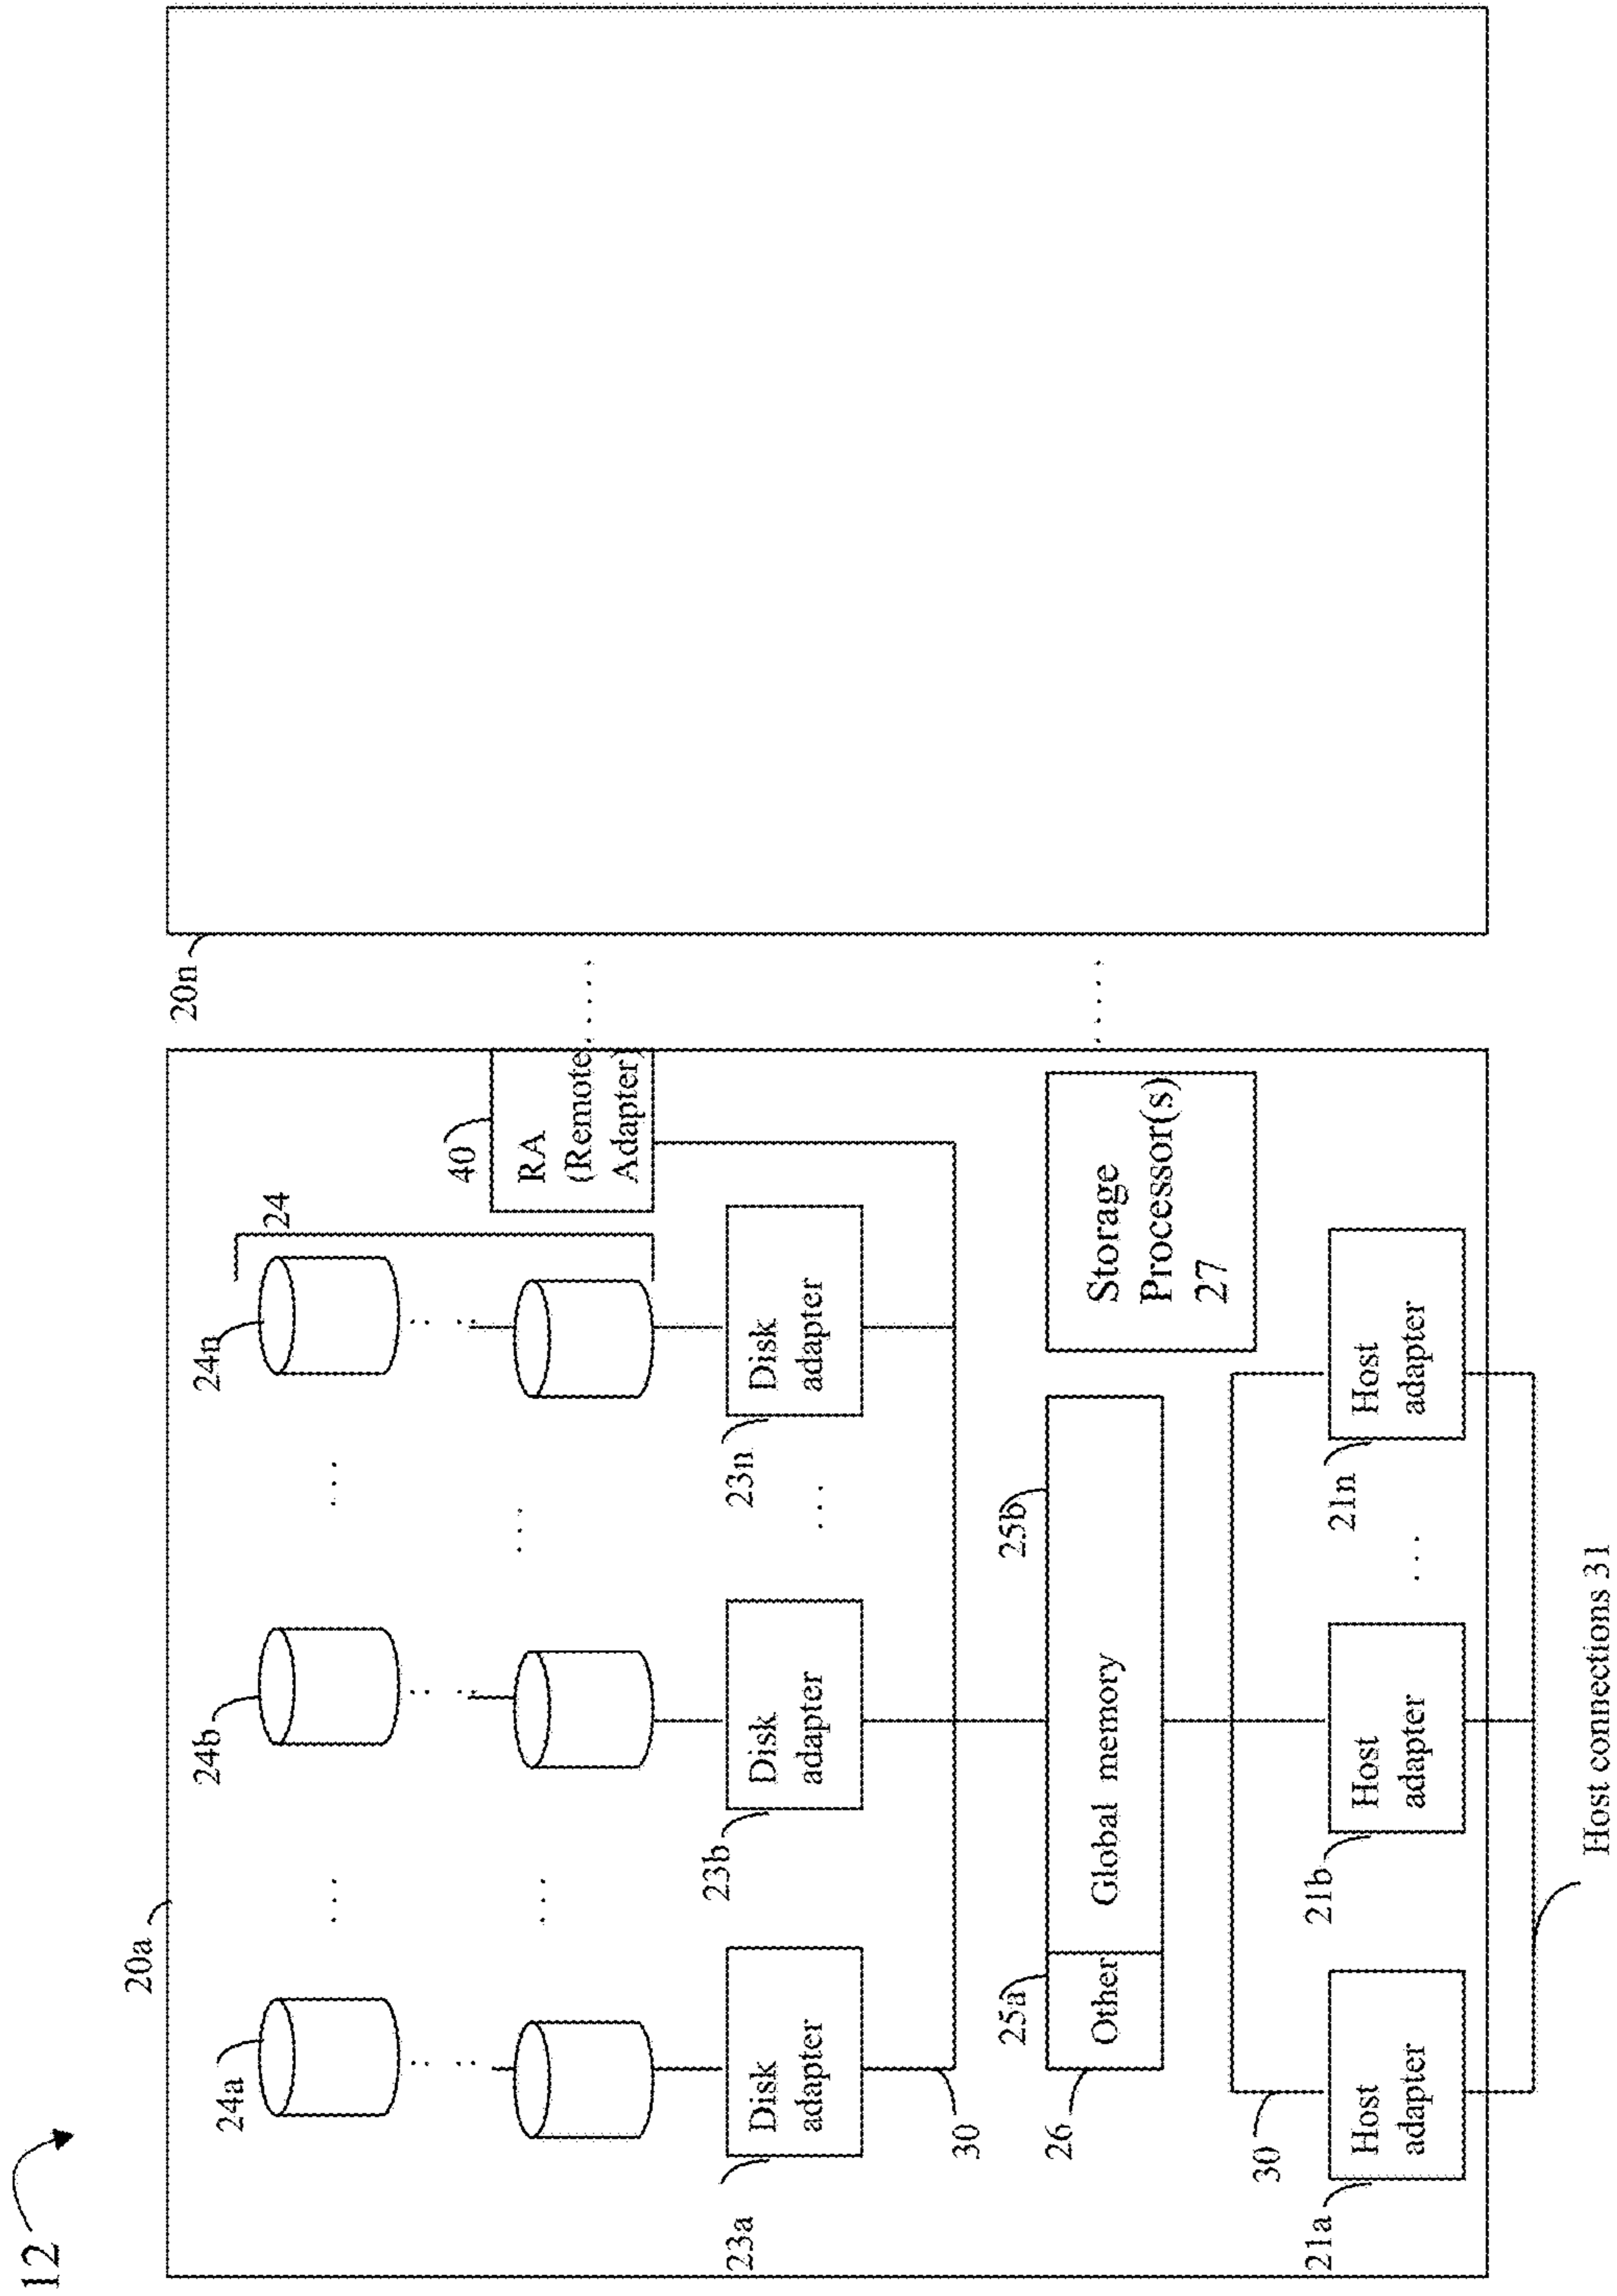 12
20a
20n
24a
24b
24n
24
40
RA
(Remote
Adapter)
23a
Disk
adapter
23b
Disk
adapter
23n
Disk
adapter
30
25a
25b
26
Other
Global memory
Storage
Processor(s)
27
30
21a
Host
adapter
21b
Host
adapter
21n
Host
adapter
Host connections 31